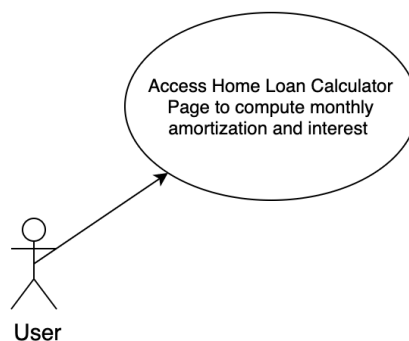 Access Home Loan Calculator
Page to compute monthly
amortization and interest
User